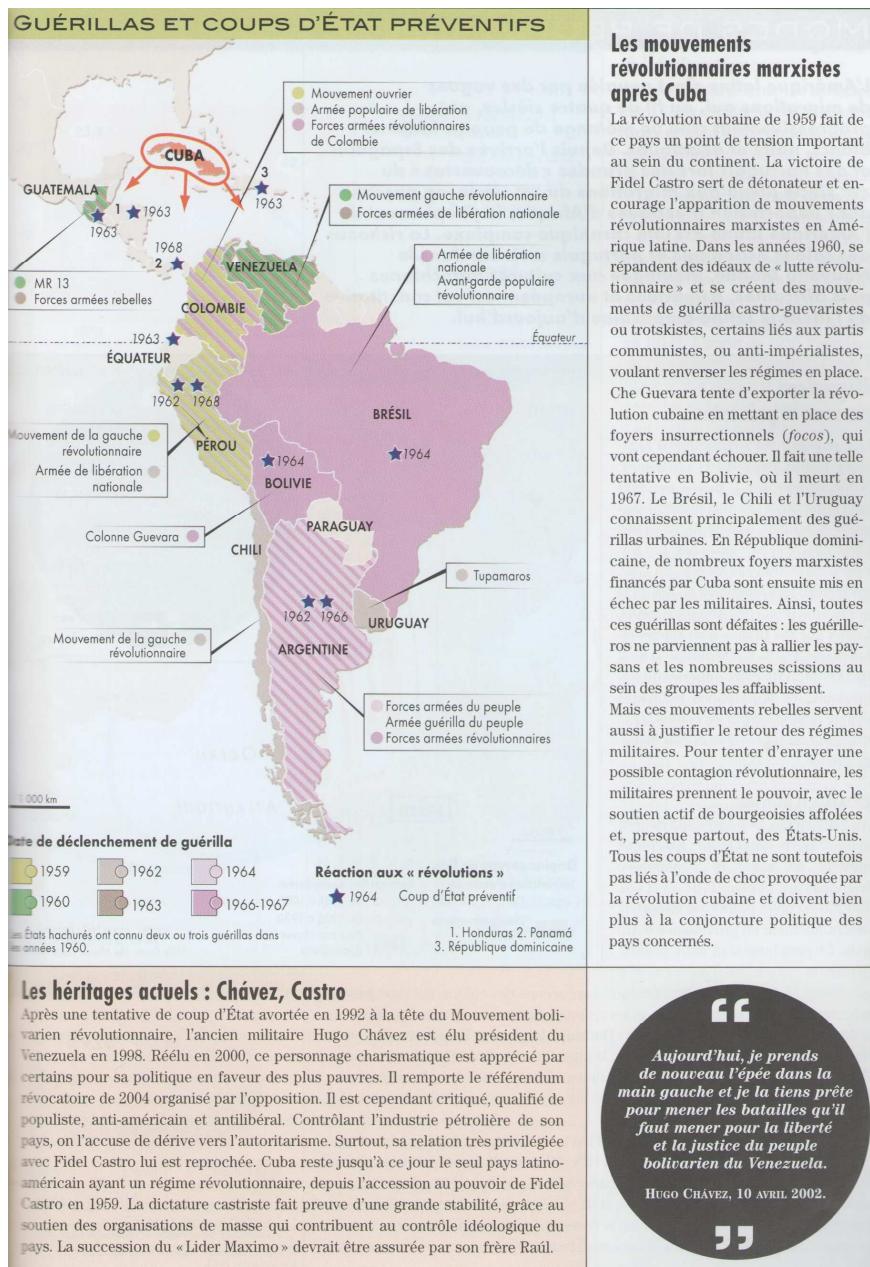 GUÉRILLAS ET COUPS D'ÉTAT PRÉVENTIFS
Mouvement ouvrier
Armée populaire de libération
Forces armées révolutionnaires
de Colombie
CUBA
3
1963
GUATEMALA
1963
1
1963
Mouvement gauche révolutionnaire
Forces armées de libération nationale
1968
2
VENEZUELA
MR 13
Forces armées rebelles
COLOMBIE
Armée de libération
nationale
Avant-garde populaire
révolutionnaire
1963
ÉQUATEUR
Équateur
1962
1968
BRÉSIL
1964
PÉROU
Mouvement de la gauche
révolutionnaire
Armée de libération
nationale
1964
BOLIVIE
Colonne Guevara
PARAGUAY
CHILI
Tupamaros
1962
1966
URUGUAY
Mouvement de la gauche
révolutionnaire
ARGENTINE
Forces armées du peuple
Armée guérilla du peuple
Forces armées révolutionnaires
1 000 km
Date de déclenchement de guérilla
1959
1962
1964
1960
1963
1966-1967
Les États hachurés ont connu deux ou trois guérillas dans
les années 1960.
Réaction aux « révolutions »
1964 Coup d'État préventif
1. Honduras 2. Panamá
3. République dominicaine
Les mouvements
révolutionnaires marxistes
après Cuba
La révolution cubaine de 1959 fait de
ce pays un point de tension important
au sein du continent. La victoire de
Fidel Castro sert de détonateur et en-
courage l'apparition de mouvements
révolutionnaires marxistes en Amé-
rique latine. Dans les années 1960, se
répandent des idéaux de « lutte révolu-
tionnaire » et se créent des mouve-
ments de guérilla castro-guevaristes
ou trotskistes, certains liés aux partis
communistes, ou anti-impérialistes,
voulant renverser les régimes en place.
Che Guevara tente d'exporter la révo-
lution cubaine en mettant en place des
foyers insurrectionnels (focos), qui
vont cependant échouer. Il fait une telle
tentative en Bolivie, où il meurt en
1967. Le Brésil, le Chili et l'Uruguay
connaissent principalement des gué-
rillas urbaines. En République domini-
caine, de nombreux foyers marxistes
financés par Cuba sont ensuite mis en
échec par les militaires. Ainsi, toutes
ces guérillas sont défaites : les guérille-
ros ne parviennent pas à rallier les pay-
sans et les nombreuses scissions au
sein des groupes les affaiblissent.
Mais ces mouvements rebelles servent
aussi à justifier le retour des régimes
militaires. Pour tenter d'enrayer une
possible contagion révolutionnaire, les
militaires prennent le pouvoir, avec le
soutien actif de bourgeoisies affolées
et, presque partout, des États-Unis.
Tous les coups d'État ne sont toutefois
pas liés à l'onde de choc provoquée par
la révolution cubaine et doivent bien
plus à la conjoncture politique des
pays concernés.
Les héritages actuels : Chávez, Castro
Après une tentative de coup d'État avortée en 1992 à la tête du Mouvement boli-
varien révolutionnaire, l'ancien militaire Hugo Chávez est élu président du
Venezuela en 1998. Réélu en 2000, ce personnage charismatique est apprécié par
certains pour sa politique en faveur des plus pauvres. Il remporte le référendum
révocatoire de 2004 organisé par l'opposition. Il est cependant critiqué, qualifié de
populiste, anti-américain et antilibéral. Contrôlant l'industrie pétrolière de son
pays, on l'accuse de dérive vers l'autoritarisme. Surtout, sa relation très privilégiée
avec Fidel Castro lui est reprochée. Cuba reste jusqu'à ce jour le seul pays latino-
américain ayant un régime révolutionnaire, depuis l'accession au pouvoir de Fidel
Castro en 1959. La dictature castriste fait preuve d'une grande stabilité, grâce au
soutien des organisations de masse qui contribuent au contrôle idéologique du
pays. La succession du « Lider Maximo » devrait être assurée par son frère Raúl.
“
Aujourd'hui, je prends
de nouveau l'épée dans la
main gauche et je la tiens prête
pour mener les batailles qu'il
faut mener pour la liberté
et la justice du peuple
bolivarien du Venezuela.
HUGO CHÁVEZ, 10 AVRIL 2002.
”